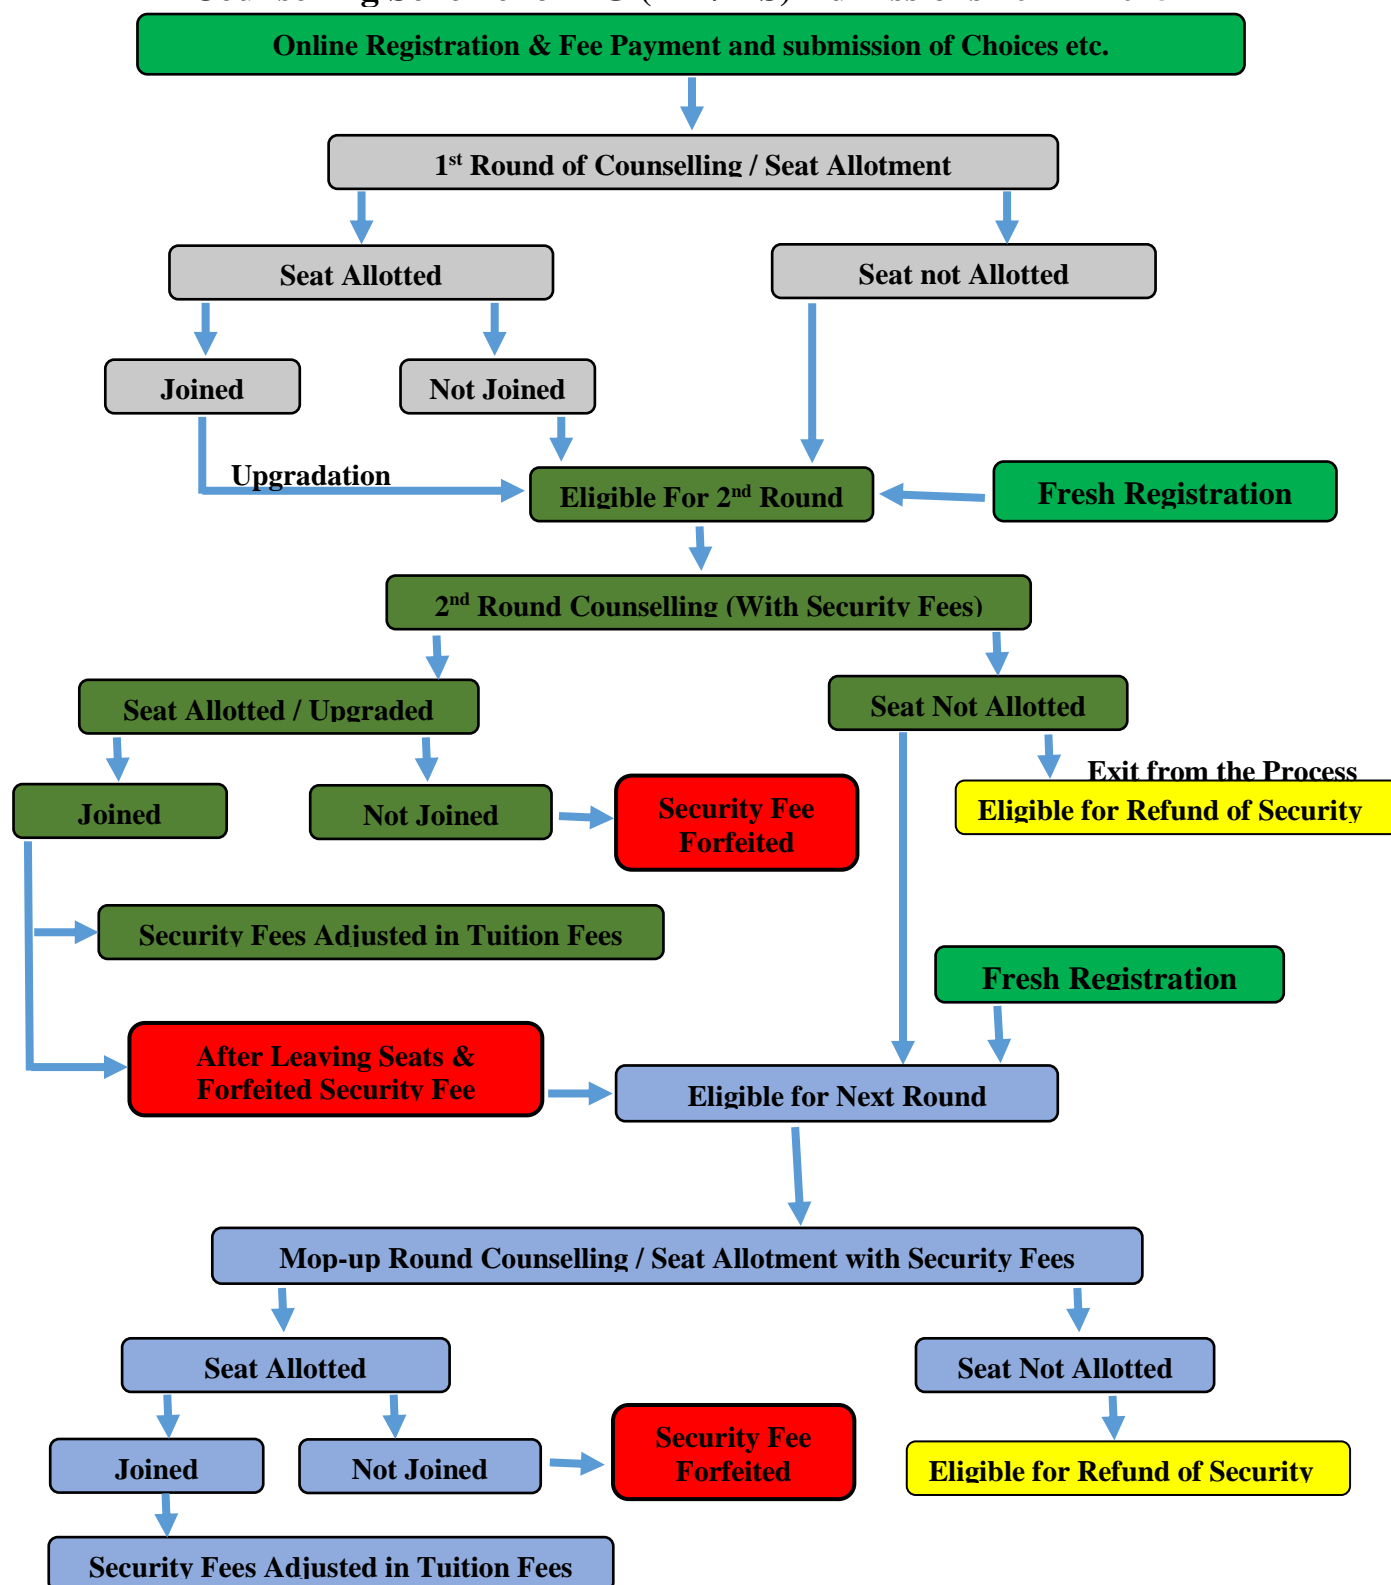 Online Registration & Fee Payment and submission of Choices etc.
1st Round of Counselling / Seat Allotment
Seat Allotted
Seat not Allotted
Joined
Not Joined
Upgradation
Eligible For 2nd Round
Fresh Registration
2nd Round Counselling (With Security Fees)
Seat Allotted / Upgraded
Seat Not Allotted
Exit from the Process
Joined
Not Joined
Security Fee
Forfeited
Eligible for Refund of Security
Security Fees Adjusted in Tuition Fees
Fresh Registration
After Leaving Seats &
Forfeited Security Fee
Eligible for Next Round
Mop-up Round Counselling / Seat Allotment with Security Fees
Seat Allotted
Seat Not Allotted
Joined
Not Joined
Security Fee
Forfeited
Eligible for Refund of Security
Security Fees Adjusted in Tuition Fees